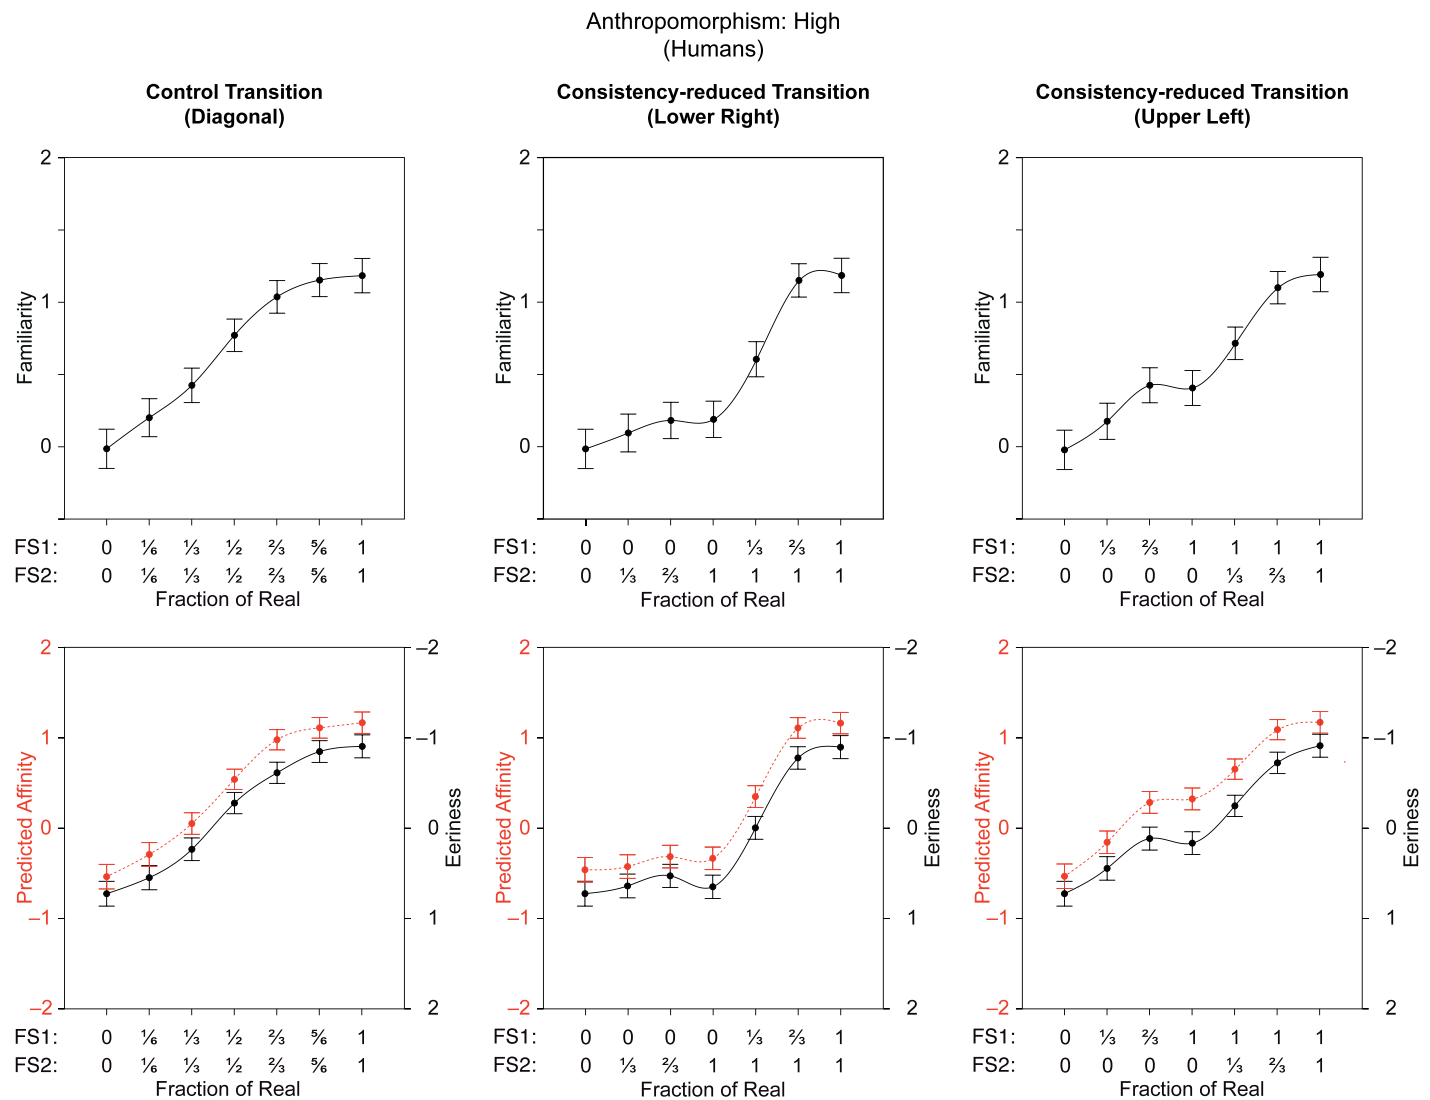 Anthropomorphism: High
(Humans)
Control Transition
(Diagonal)
Consistency-reduced Transition
(Lower Right)
Consistency-reduced Transition
(Upper Left)
2
1
0
Familiarity
FS1: 0 ⅙ ⅓ ½ ⅔ ⅚ 1
FS2: 0 ⅙ ⅓ ½ ⅔ ⅚ 1
Fraction of Real
2
1
0
Familiarity
FS1: 0 0 0 0 ⅓ ⅔ 1
FS2: 0 ⅓ ⅔ 1 1 1 1
Fraction of Real
2
1
0
Familiarity
FS1: 0 ⅓ ⅔ 1 1 1 1
FS2: 0 0 0 0 ⅓ ⅔ 1
Fraction of Real
2
1
0
–1
–2
Predicted Affinity
–2
–1
0
1
2
Eeriness
FS1: 0 ⅙ ⅓ ½ ⅔ ⅚ 1
FS2: 0 ⅙ ⅓ ½ ⅔ ⅚ 1
Fraction of Real
2
1
0
–1
–2
Predicted Affinity
–2
–1
0
1
2
Eeriness
FS1: 0 0 0 0 ⅓ ⅔ 1
FS2: 0 ⅓ ⅔ 1 1 1 1
Fraction of Real
2
1
0
–1
–2
Predicted Affinity
–2
–1
0
1
2
Eeriness
FS1: 0 ⅓ ⅔ 1 1 1 1
FS2: 0 0 0 0 ⅓ ⅔ 1
Fraction of Real